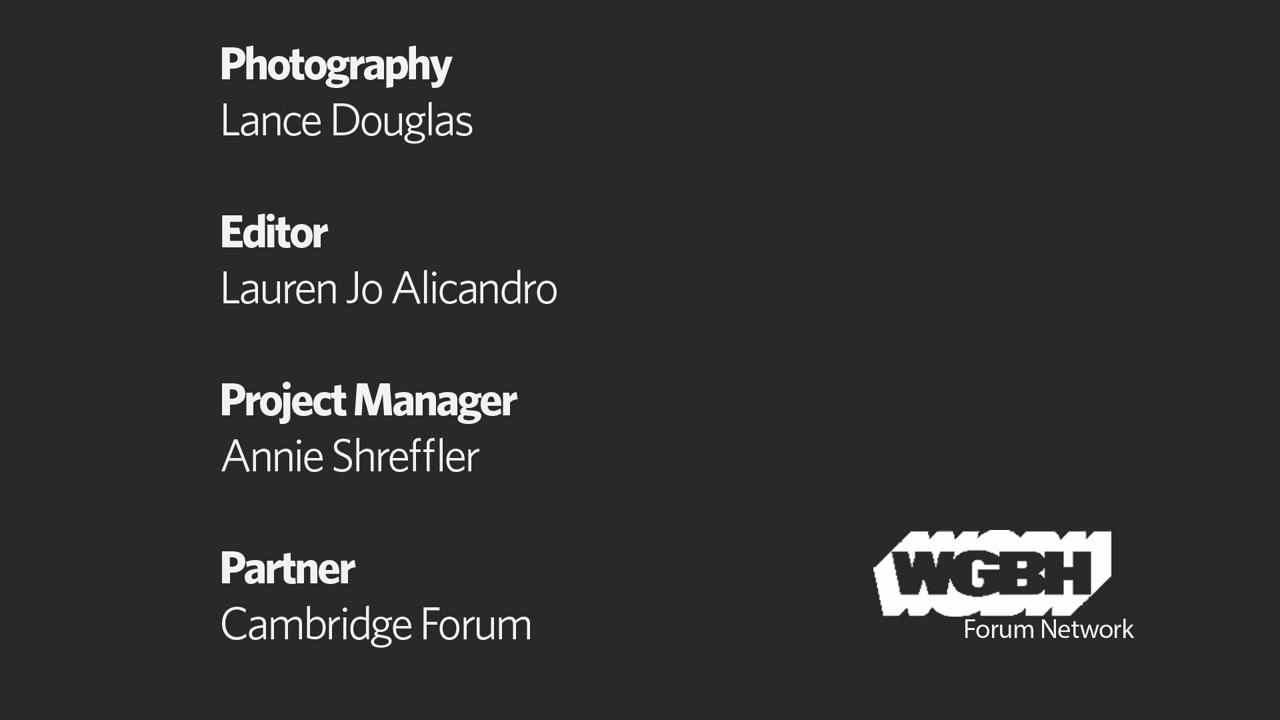 Photography
Lance Douglas
Editor
Lauren Jo Alicandro
Project Manager
Annie Shreffler
Partner
Cambridge Forum
WGBH
Forum Network